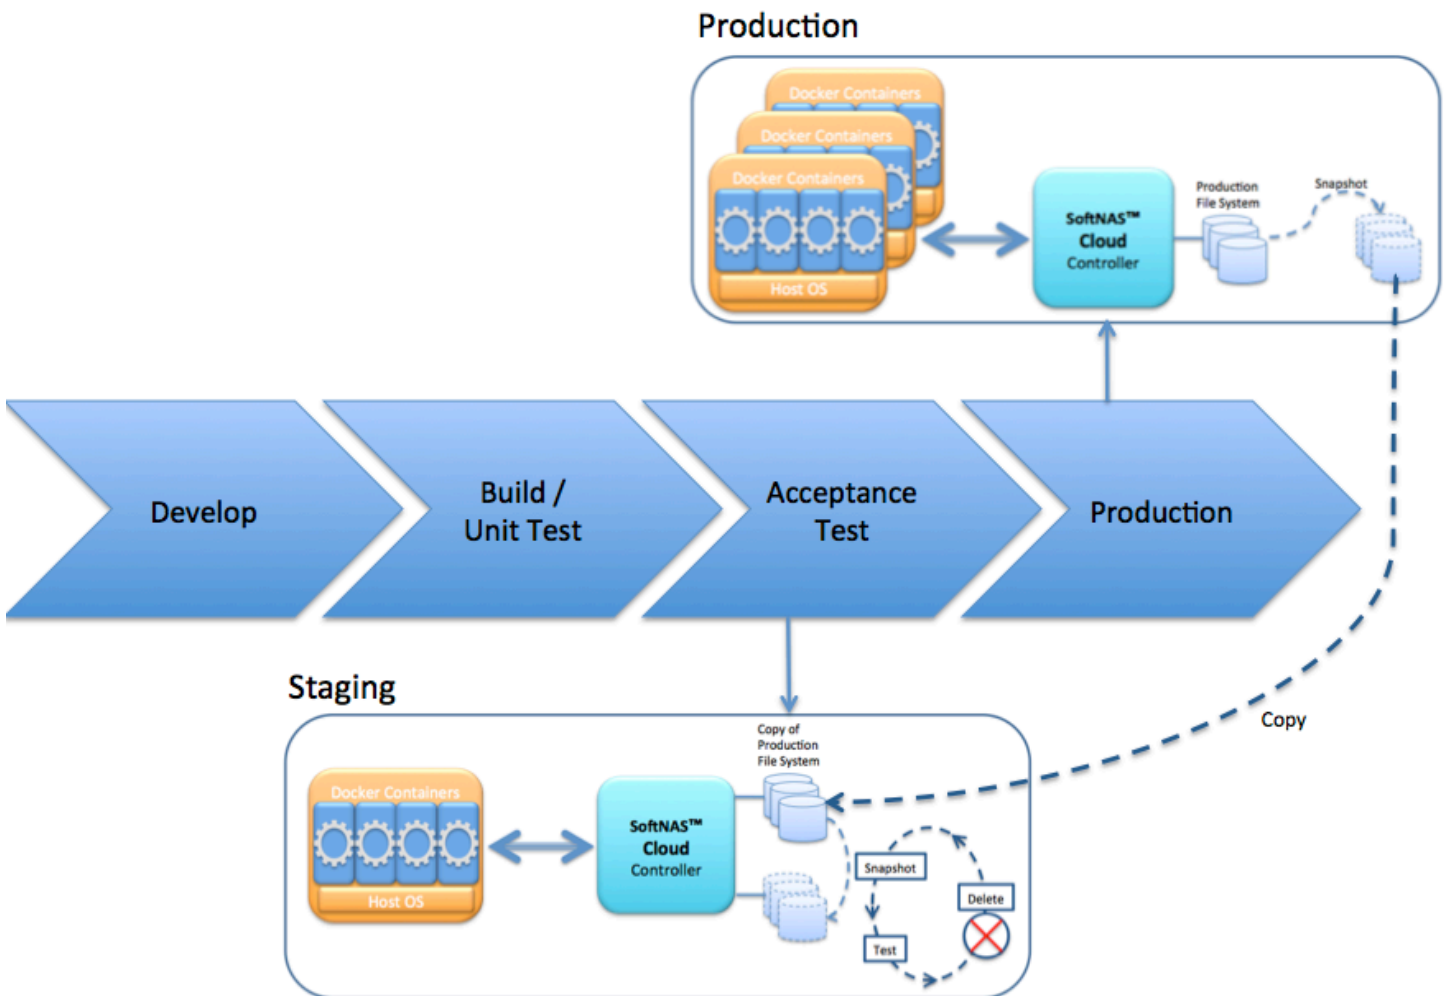 Production
Docker Containers
Docker Containers
Docker Containers
Host OS
SoftNAS™
Cloud
Controller
Production
File System
Snapshot
Develop
Build /
Unit Test
Acceptance
Test
Production
Staging
Docker Containers
Host OS
SoftNAS™
Cloud
Controller
Copy of
Production
File System
Snapshot
Delete
Test
Copy